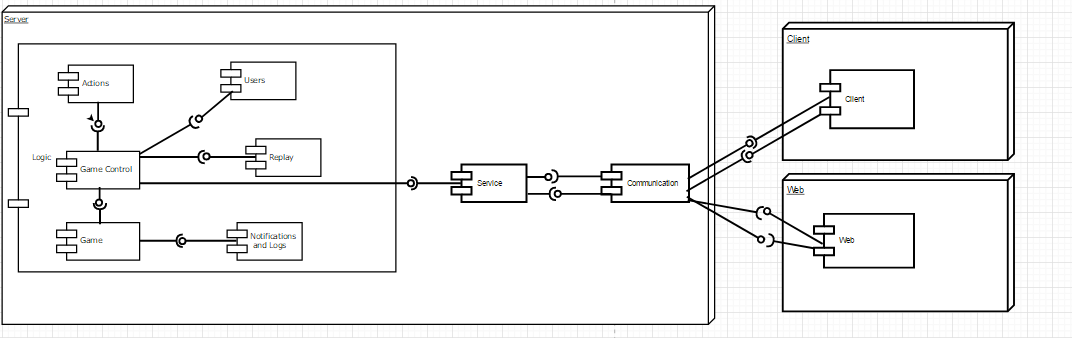 Server
Actions
Users
Logic
Game Control
Replay
Game
Notifications
and Logs
Service
Communication
Client
Client
Web
Web